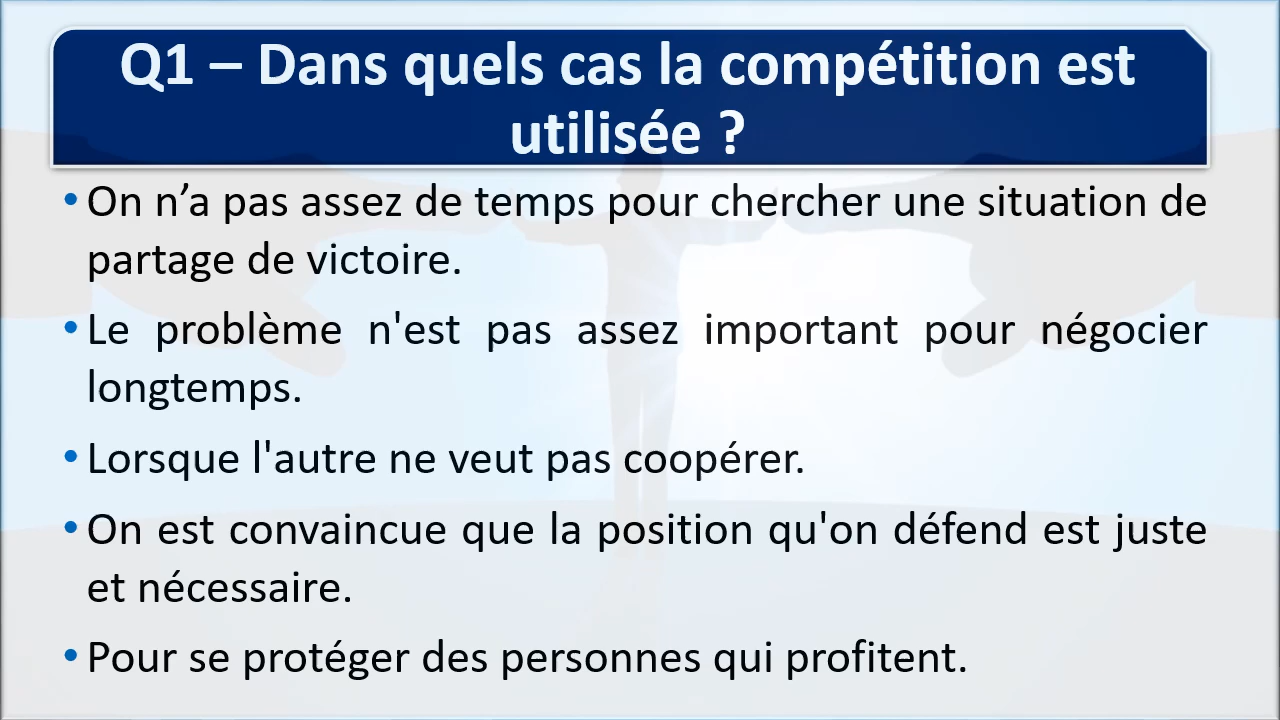 Q1 – Dans quels cas la compétition est
utilisée ?
• On n’a pas assez de temps pour chercher une situation de
partage de victoire.
• Le problème n'est pas assez important pour négocier
longtemps.
• Lorsque l'autre ne veut pas coopérer.
• On est convaincue que la position qu'on défend est juste
et nécessaire.
• Pour se protéger des personnes qui profitent.